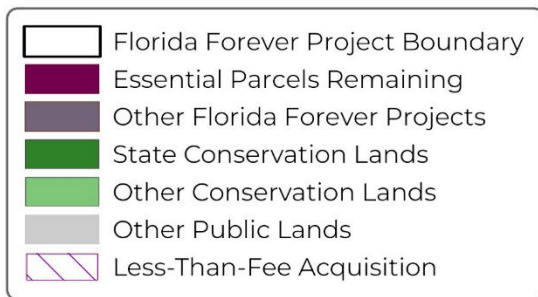 Florida Forever Project Boundary
Essential Parcels Remaining
Other Florida Forever Projects
State Conservation Lands
Other Conservation Lands
Other Public Lands
Less-Than-Fee Acquisition